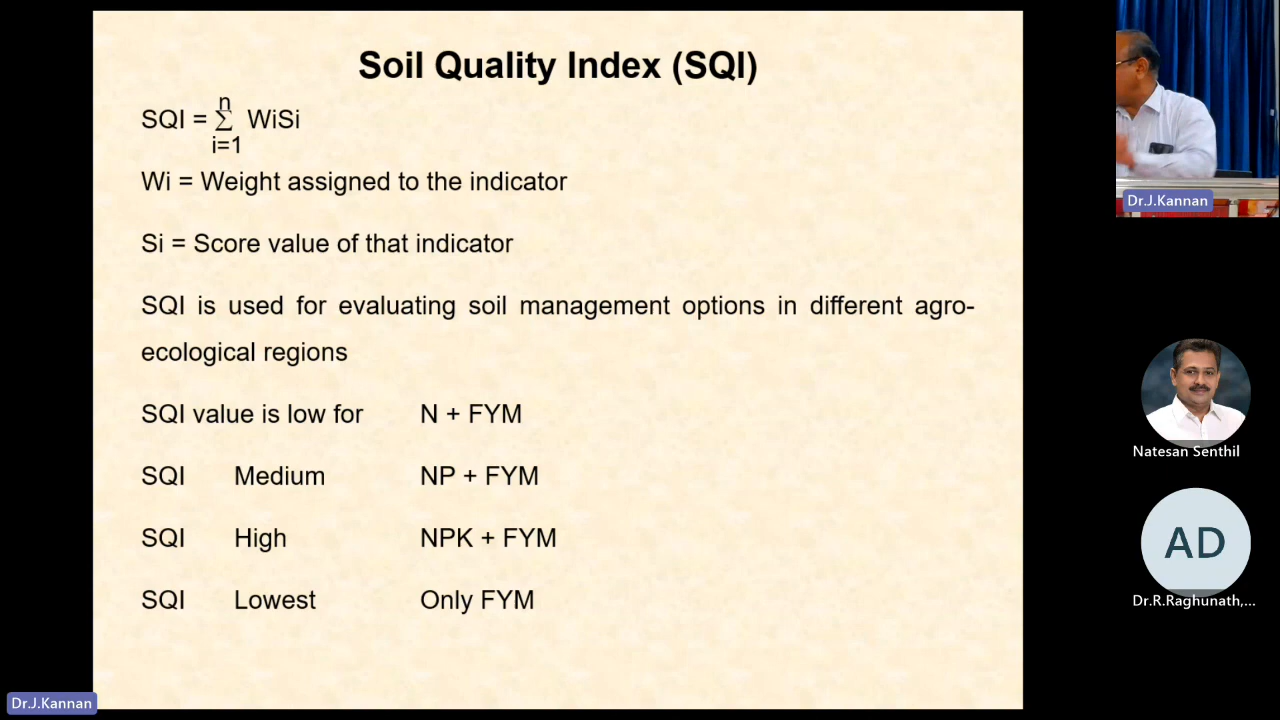 Soil Quality Index (SQI)
n
SQI = Σ WiSi
i=1
Wi = Weight assigned to the indicator
Si = Score value of that indicator
SQI is used for evaluating soil management options in different agro-
ecological regions
SQI value is low for N + FYM
SQI Medium NP + FYM
SQI High NPK + FYM
SQI Lowest Only FYM
Dr.J.Kannan
Natesan Senthil
AD
Dr.R.Raghunath,...
Dr.J.Kannan